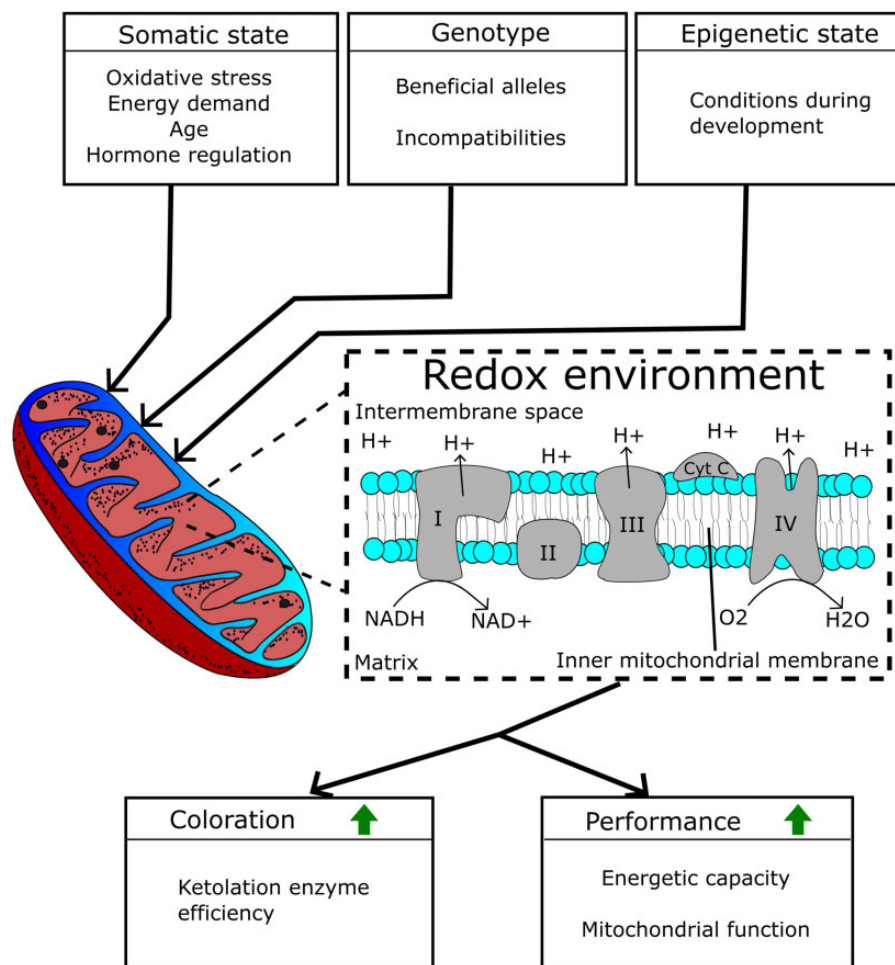 Somatic state
Oxidative stress
Energy demand
Age
Hormone regulation
Genotype
Beneficial alleles
Incompatibilities
Epigenetic state
Conditions during
development
Redox environment
Intermembrane space
H+
H+
H+
H+
H+
H+
H+
Cyt C
I
II
III
IV
NADH
NAD+
O2
H2O
Matrix
Inner mitochondrial membrane
Coloration
Ketolation enzyme
efficiency
Performance
Energetic capacity
Mitochondrial function